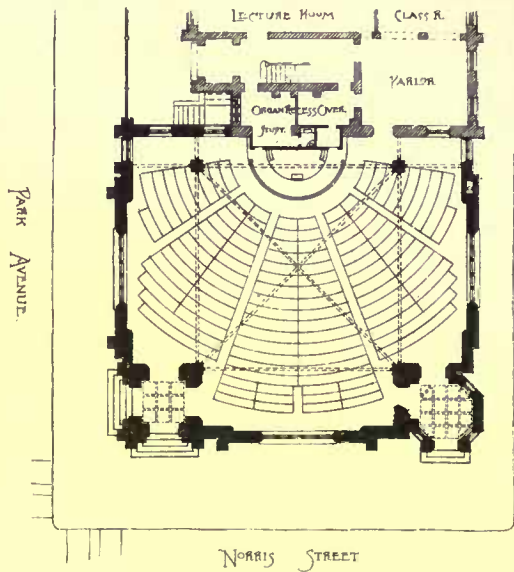 LECTURE ROOM
CLASS R.
PARLOR
ORGAN RECESS OVER
STUDY
PARK AVENUE.
NORRIS STREET